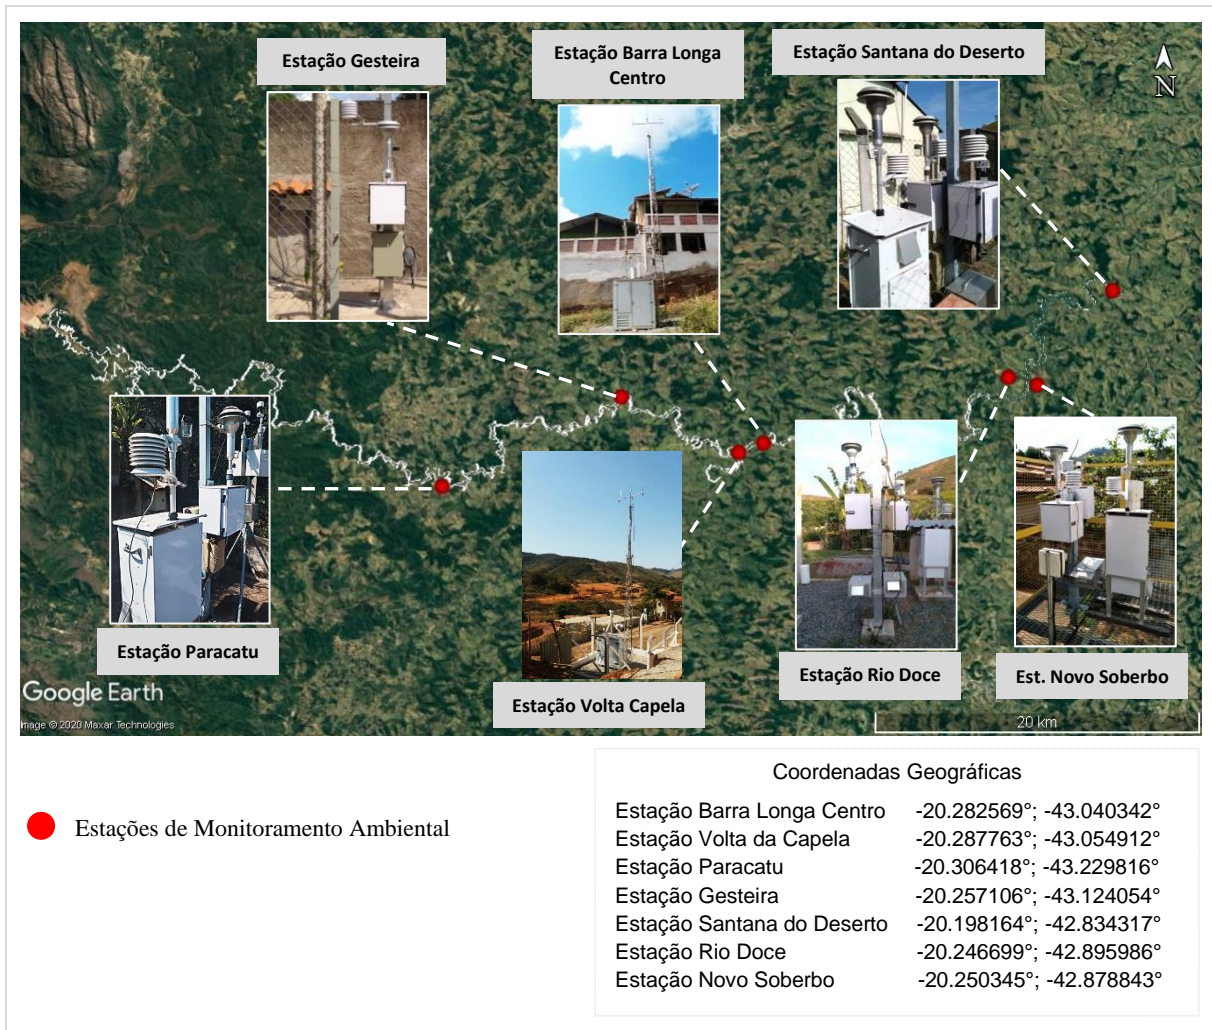 Estação Gesteira
Estação Barra Longa
Centro
Estação Santana do Deserto
N
Estação Paracatu
Estação Volta Capela
Estação Rio Doce
Est. Novo Soberbo
Google Earth
Image © 2020 Maxar Technologies
20 km
Estações de Monitoramento Ambiental
Coordenadas Geográficas
Estação Barra Longa Centro -20.282569°; -43.040342°
Estação Volta da Capela -20.287763°; -43.054912°
Estação Paracatu -20.306418°; -43.229816°
Estação Gesteira -20.257106°; -43.124054°
Estação Santana do Deserto -20.198164°; -42.834317°
Estação Rio Doce -20.246699°; -42.895986°
Estação Novo Soberbo -20.250345°; -42.878843°